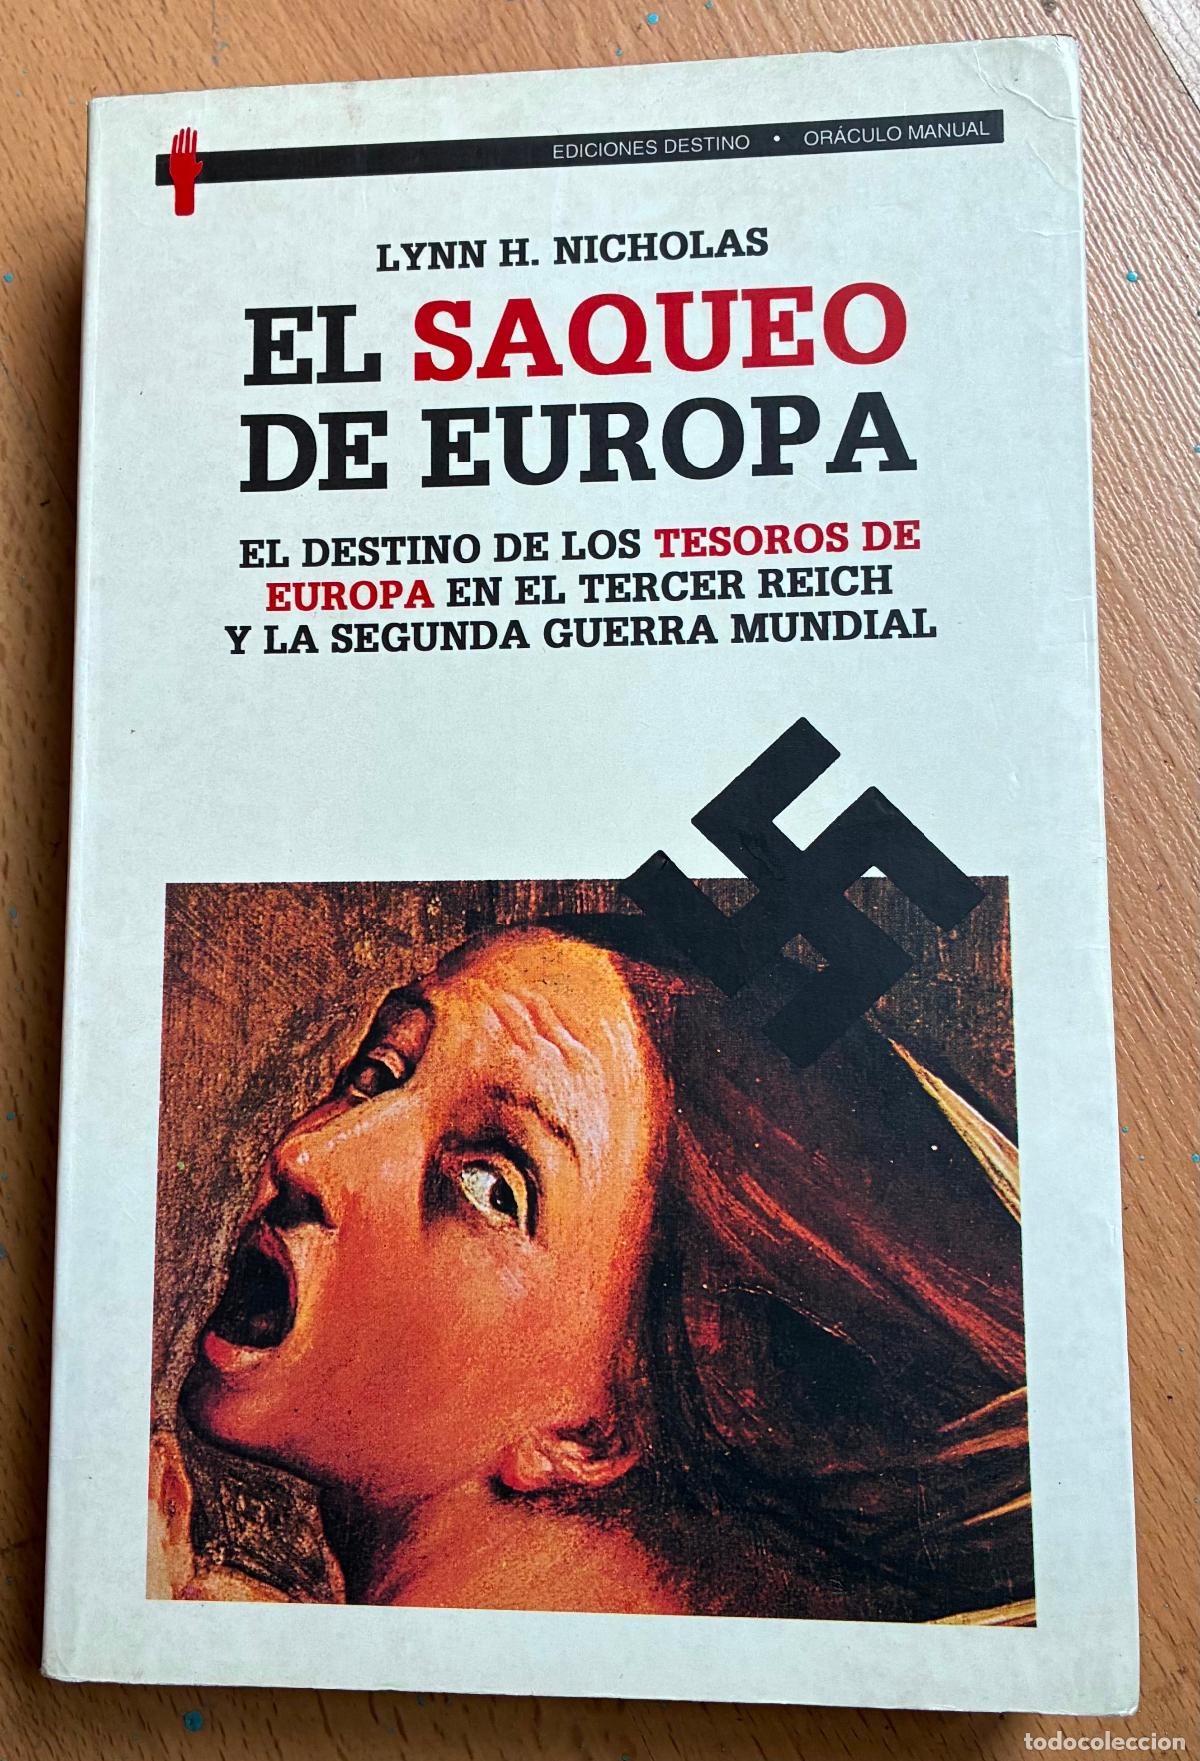 EDICIONES DESTINO • ORÁCULO MANUAL
LYNN H. NICHOLAS
EL SAQUEO
DE EUROPA
EL DESTINO DE LOS TESOROS DE
EUROPA EN EL TERCER REICH
Y LA SEGUNDA GUERRA MUNDIAL
todocoleccion